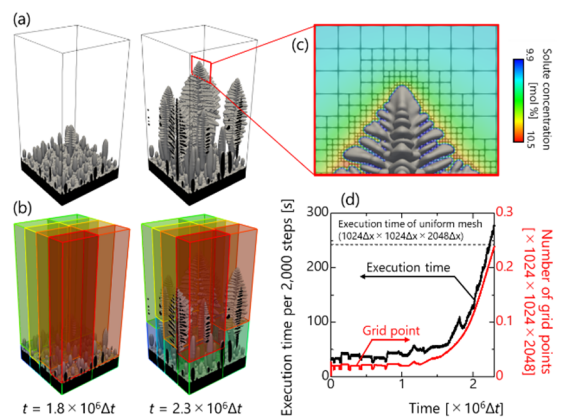 (a)
(c)
9.9
10.5
Solute concentration
[mol %]
(b)
t = 1.8 × 10⁶Δt
t = 2.3 × 10⁶Δt
(d)
Execution time per 2,000 steps [s]
300
200
100
0
Execution time of uniform mesh
(1024Δx × 1024Δx × 2048Δx)
Execution time
Grid point
0
1
2
Time [× 10⁶Δt]
0.3
0.2
0.1
0
Number of grid points
[× 1024 × 1024 × 2048]